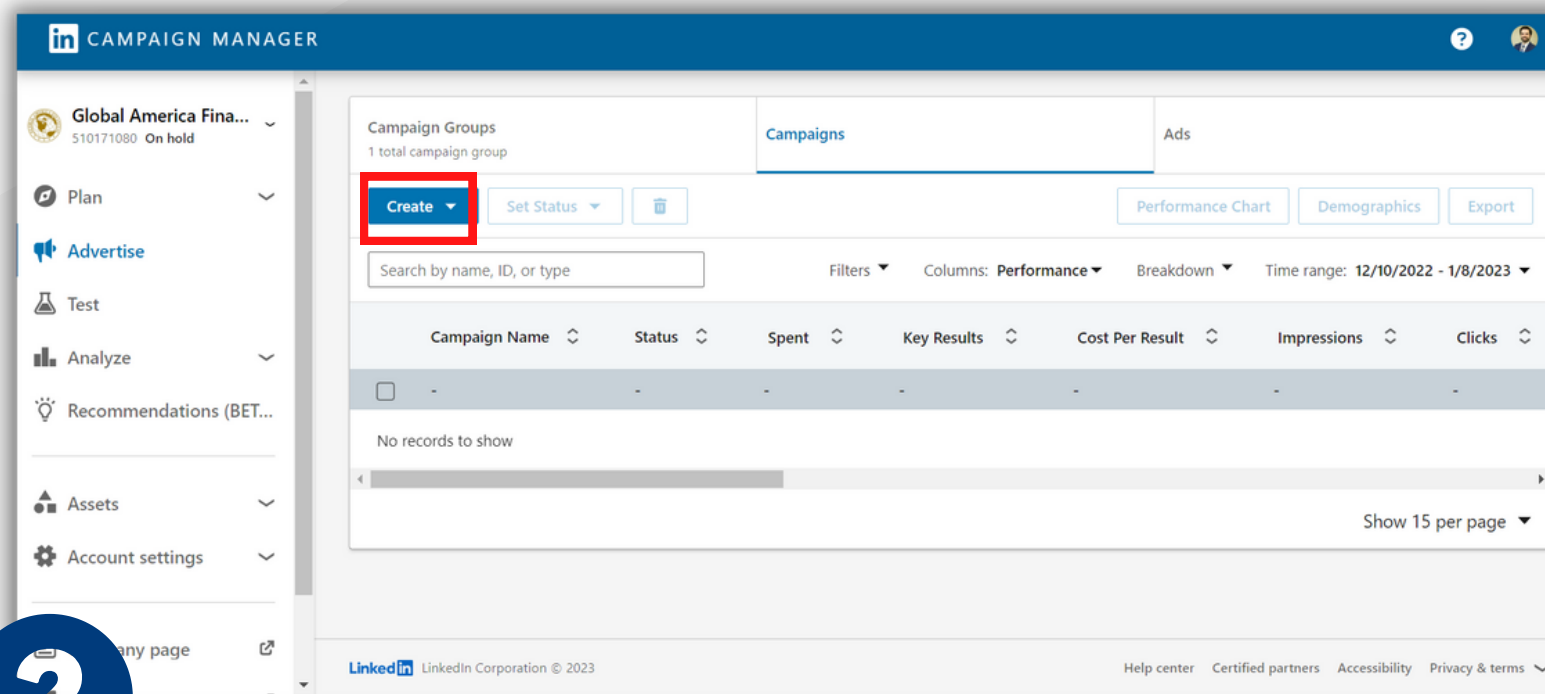 in CAMPAIGN MANAGER
?
Global America Fina...
510171080 On hold
Plan
Advertise
Test
Analyze
Recommendations (BET...
Assets
Account settings
any page
Campaign Groups
1 total campaign group
Campaigns
Ads
Create
Set Status
Performance Chart
Demographics
Export
Search by name, ID, or type
Filters
Columns: Performance
Breakdown
Time range: 12/10/2022 - 1/8/2023
Campaign Name
Status
Spent
Key Results
Cost Per Result
Impressions
Clicks
- - - - - - -
No records to show
Show 15 per page
Linked in LinkedIn Corporation © 2023
Help center Certified partners Accessibility Privacy & terms